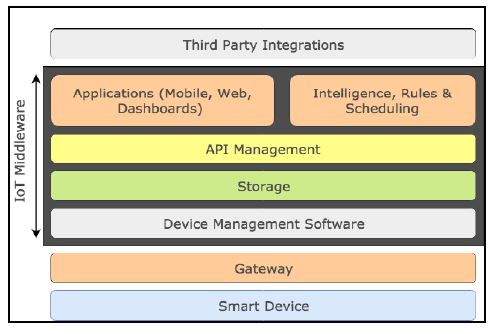 Third Party Integrations
IoT Middleware
Applications (Mobile, Web,
Dashboards)
Intelligence, Rules &
Scheduling
API Management
Storage
Device Management Software
Gateway
Smart Device